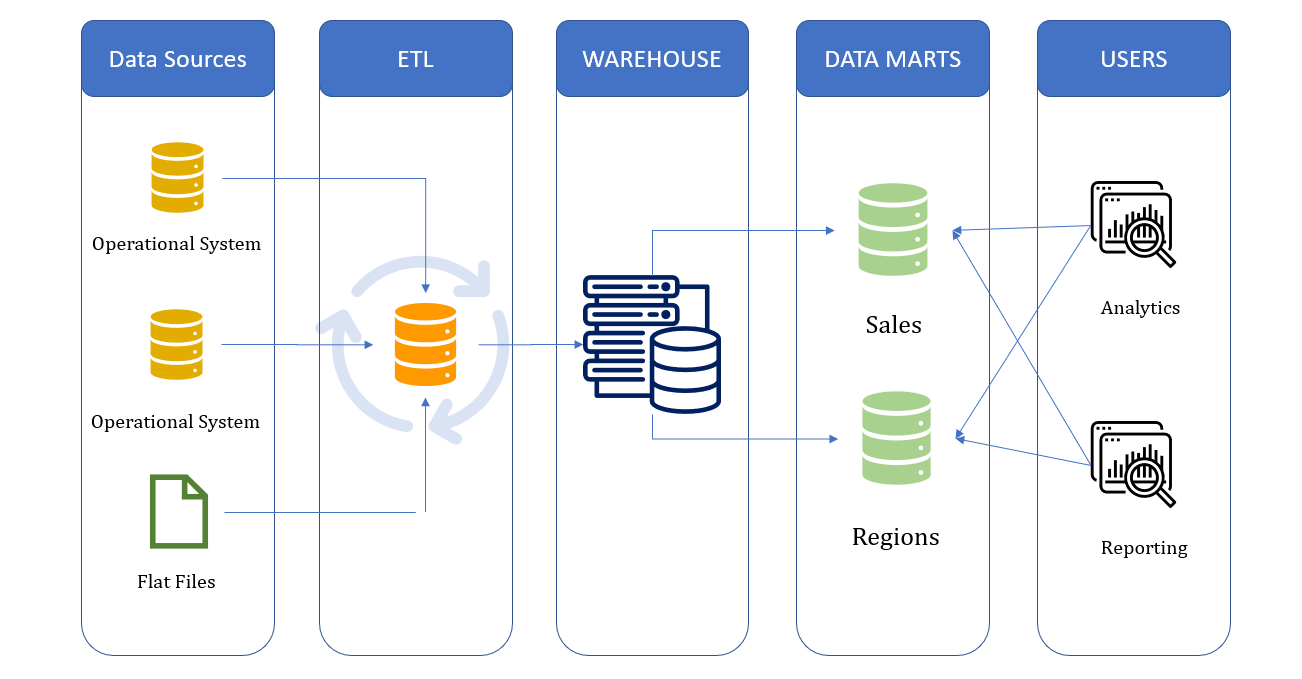 Data Sources
ETL
WAREHOUSE
DATA MARTS
USERS
Operational System
Operational System
Flat Files
Sales
Regions
Analytics
Reporting